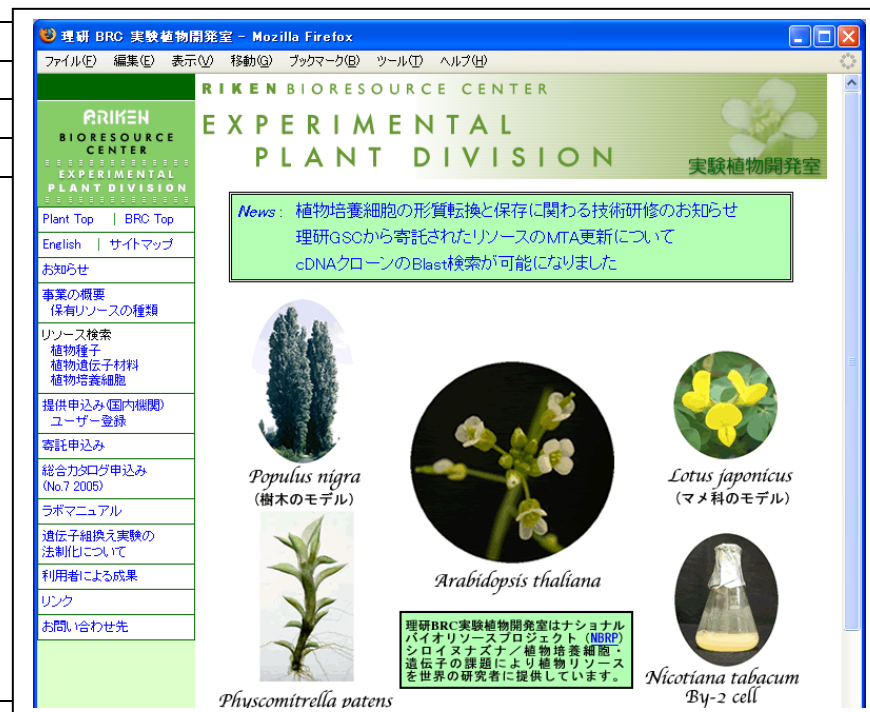 理研 BRC 実験植物開発室 - Mozilla Firefox
ファイル(F) 編集(E) 表示(V) 移動(G) ブックマーク(B) ツール(T) ヘルプ(H)
RIKEN BIORESOURCE CENTER
EXPERIMENTAL
PLANT DIVISION
実験植物開発室
RIKEN
BIORESOURCE
CENTER
EXPERIMENTAL
PLANT DIVISION
Plant Top | BRC Top
English | サイトマップ
お知らせ
事業の概要
保有リソースの種類
リソース検索
植物種子
植物遺伝子材料
植物培養細胞
提供申込み(国内機関)
ユーザー登録
寄託申込み
総合カタログ申込み
(No.7 2005)
ラボマニュアル
遺伝子組換え実験の
法制化について
利用者による成果
リンク
お問い合わせ先
News : 植物培養細胞の形質転換と保存に関わる技術研修のお知らせ
理研GSCから寄託されたリソースのMTA更新について
cDNAクローンのBlast検索が可能になりました
Populus nigra
(樹木のモデル)
Lotus japonicus
(マメ科のモデル)
Arabidopsis thaliana
理研BRC実験植物開発室はナショナル
バイオリソースプロジェクト (NBRP)
シロイヌナズナ/植物培養細胞・
遺伝子の課題により植物リソース
を世界の研究者に提供しています。
Physcomitrella patens
Nicotiana tabacum
By-2 cell